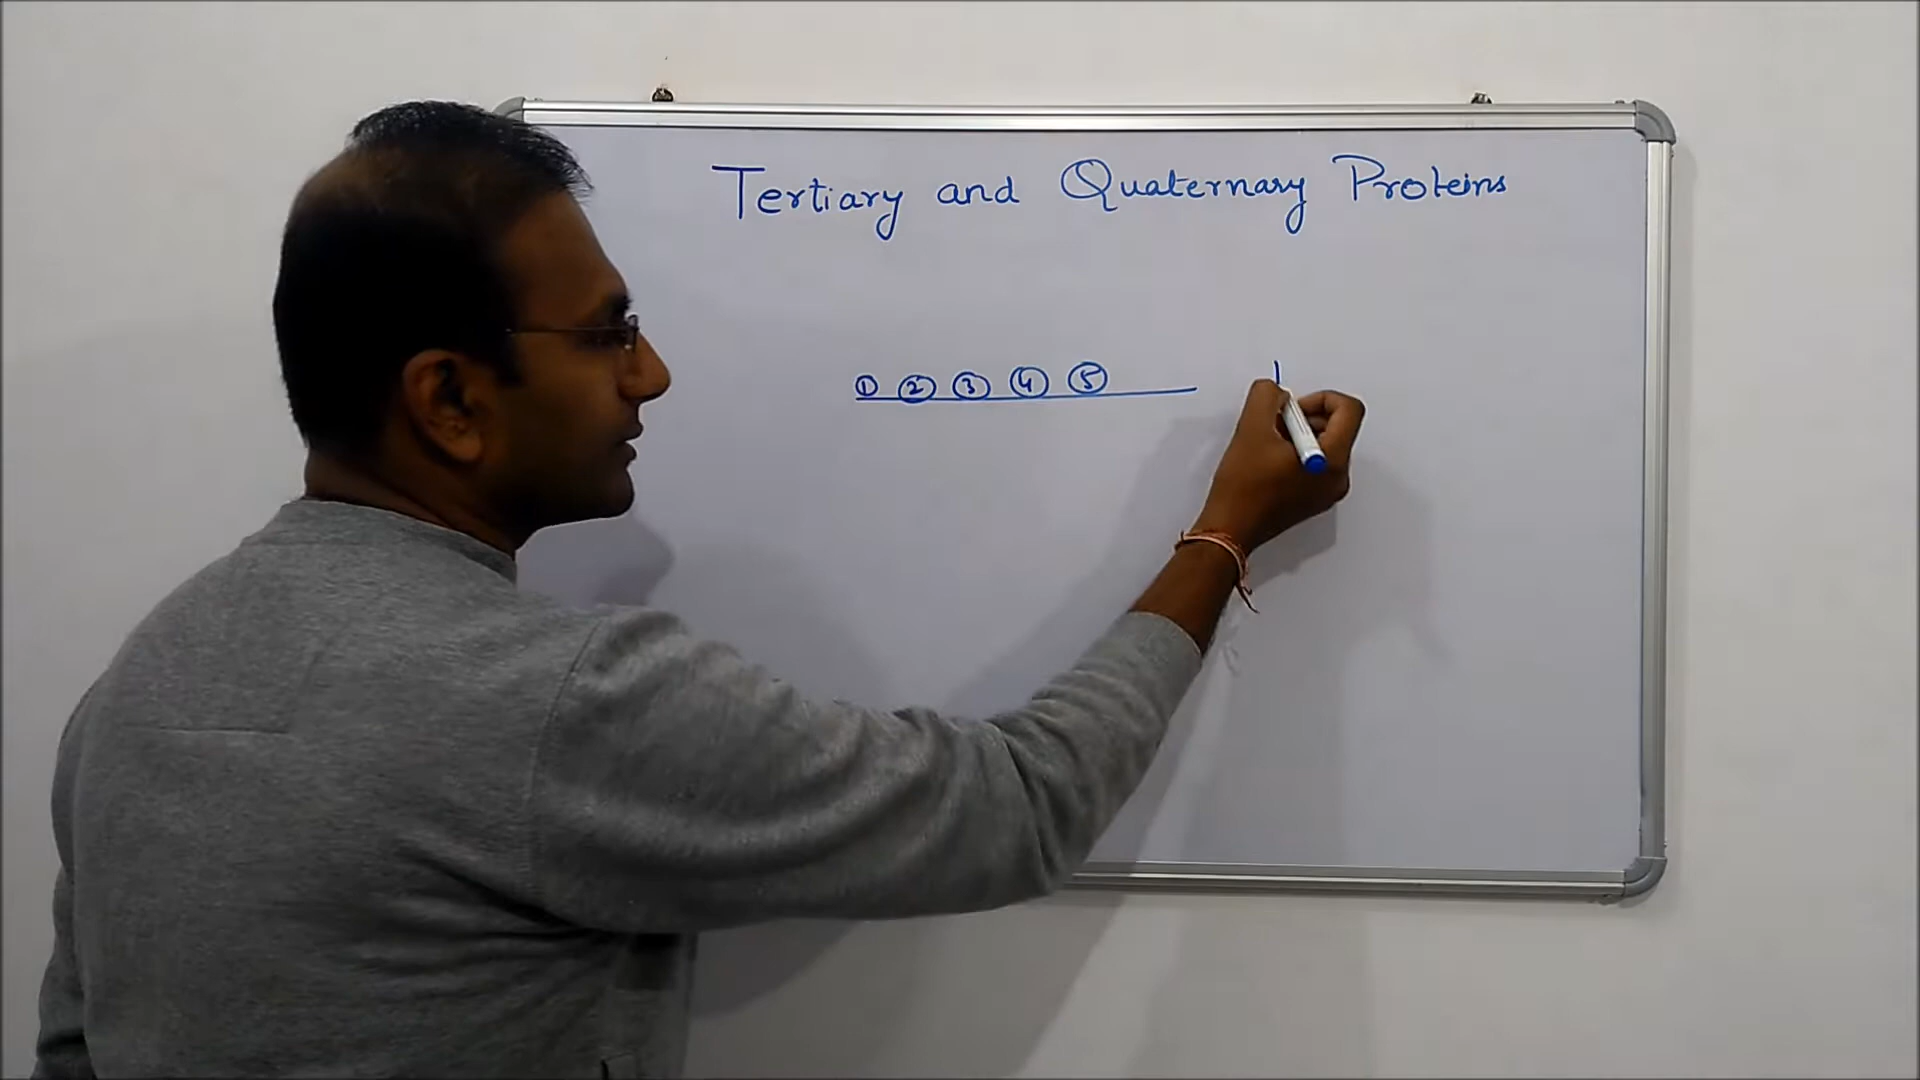 Tertiary and Quaternary Proteins
① ② ③ ④ ⑤